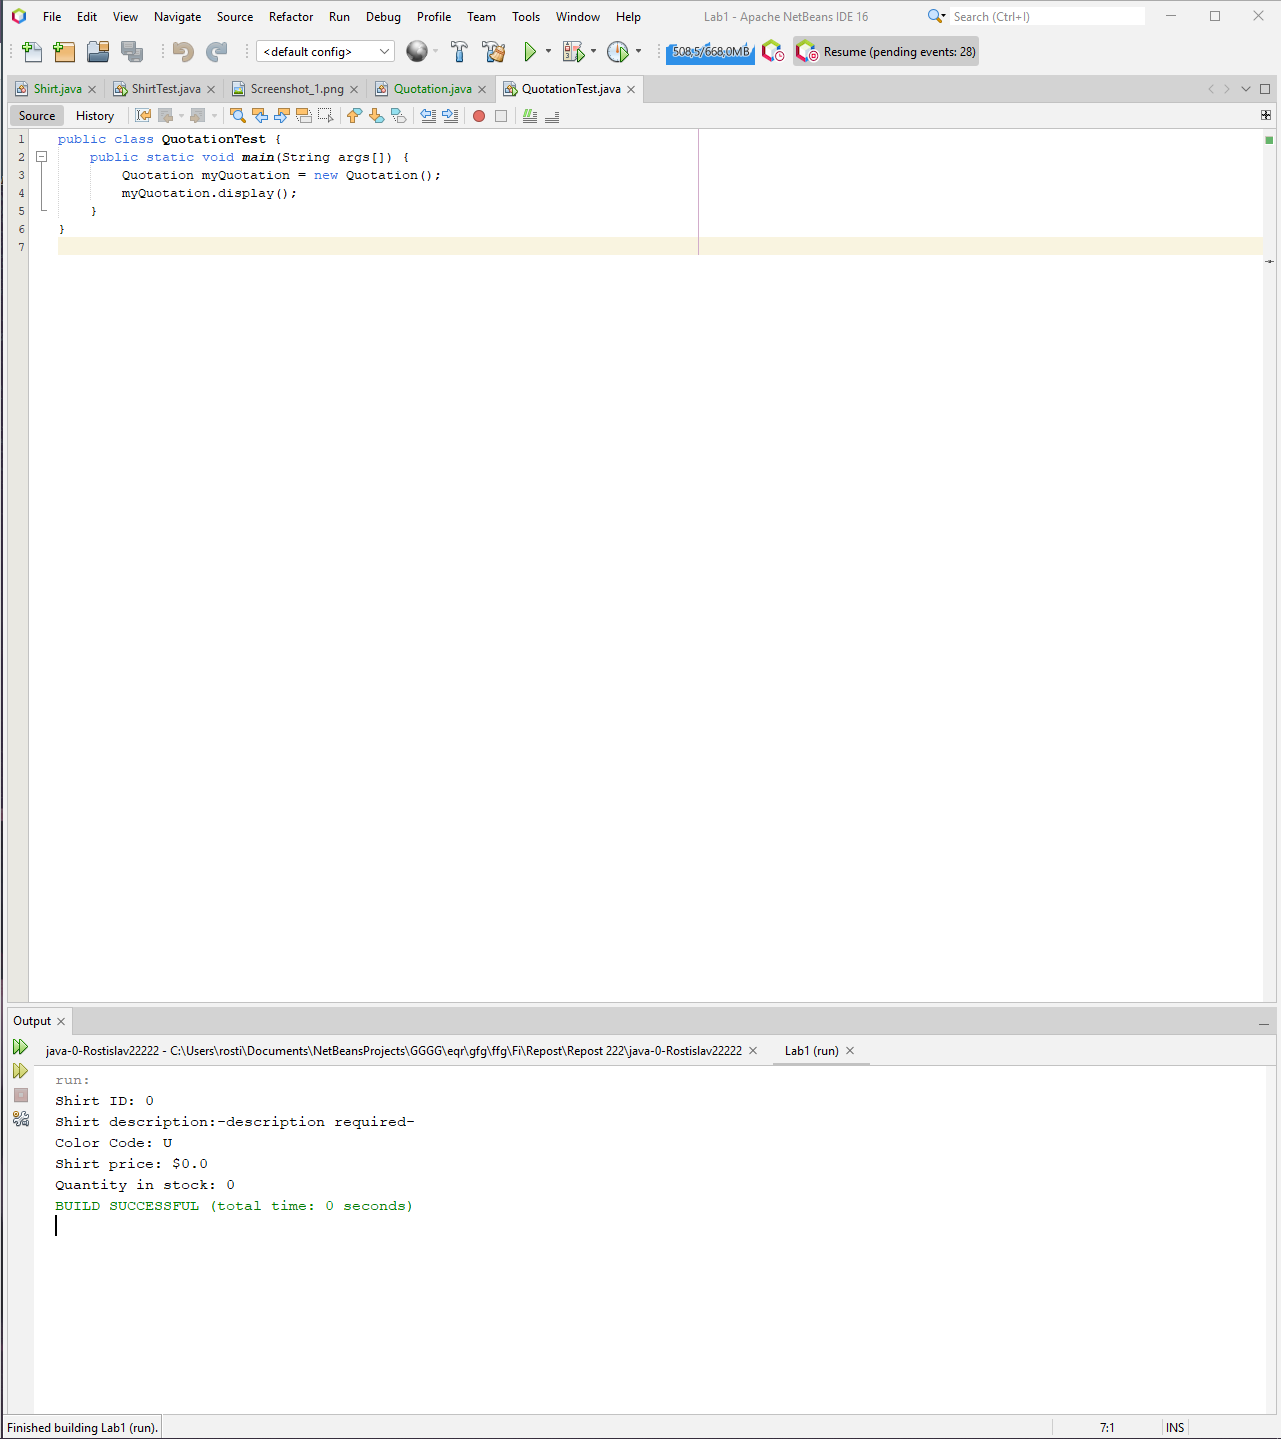 File Edit View Navigate Source Refactor Run Debug Profile Team Tools Window Help Lab1 - Apache NetBeans IDE 16 Search (Ctrl+I)
<default config> 508,5/668,0MB Resume (pending events: 28)
Shirt.java ShirtTest.java Screenshot_1.png Quotation.java QuotationTest.java
Source History
1 public class QuotationTest {
2 public static void main(String args[]) {
3 Quotation myQuotation = new Quotation();
4 myQuotation.display();
5 }
6 }
7
Output
java-0-Rostislav22222 - C:\Users\rosti\Documents\NetBeansProjects\GGGG\eqr\gfg\ffg\Fi\Repost\Repost 222\java-0-Rostislav22222 Lab1 (run)
run:
Shirt ID: 0
Shirt description:-description required-
Color Code: U
Shirt price: $0.0
Quantity in stock: 0
BUILD SUCCESSFUL (total time: 0 seconds)
Finished building Lab1 (run). 7:1 INS